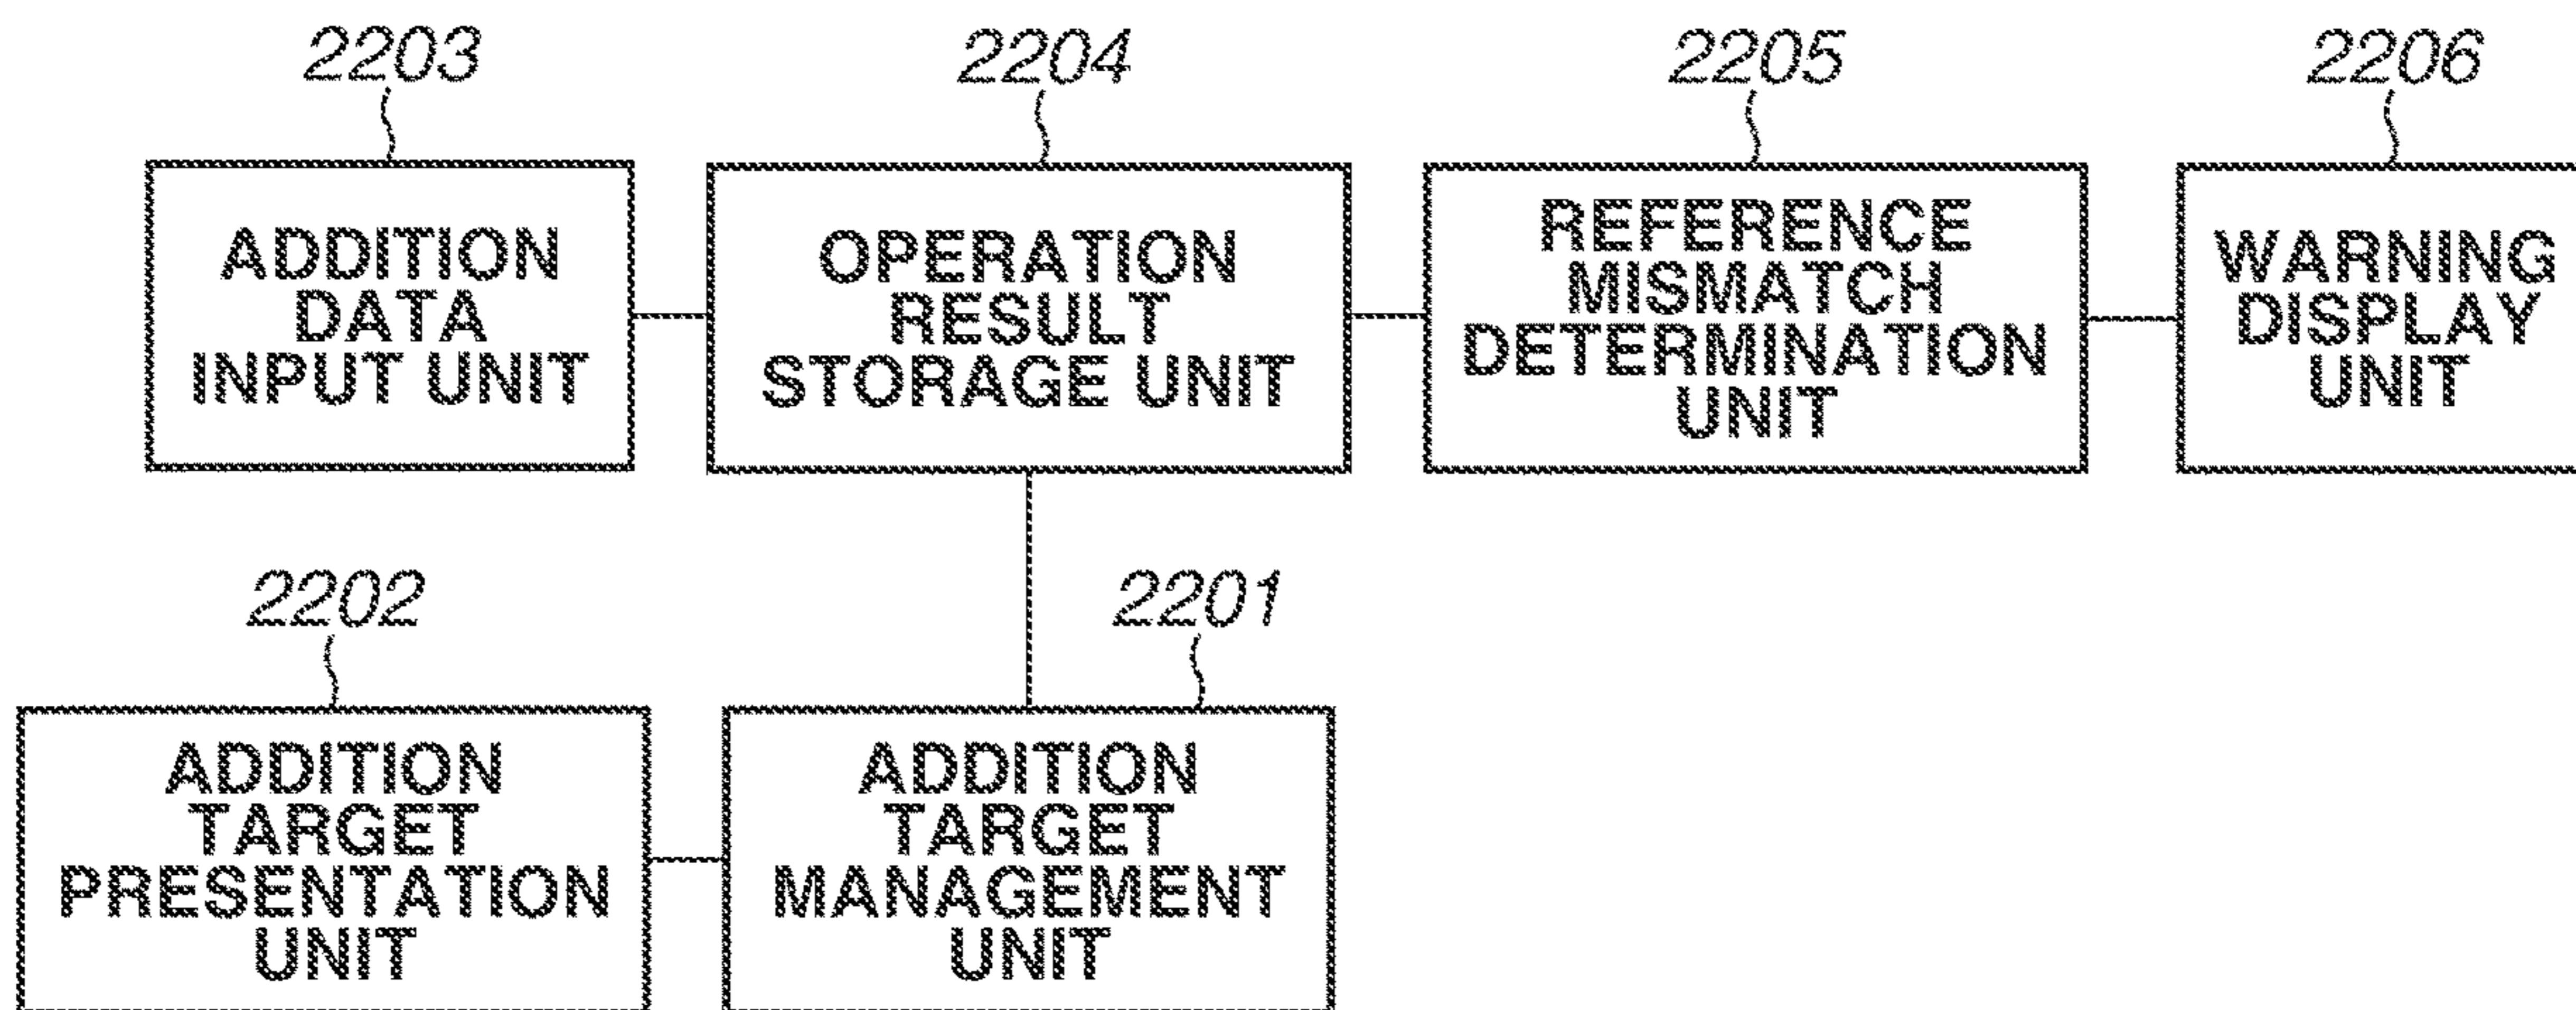 2203
2204
2205
2206
ADDITION
DATA
INPUT UNIT
OPERATION
RESULT
STORAGE UNIT
REFERENCE
MISMATCH
DETERMINATION
UNIT
WARNING
DISPLAY
UNIT
2202
2201
ADDITION
TARGET
PRESENTATION
UNIT
ADDITION
TARGET
MANAGEMENT
UNIT